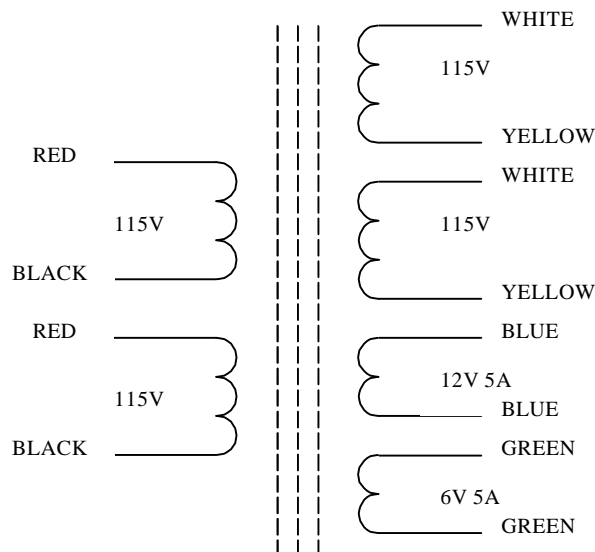 RED
115V
BLACK
RED
115V
BLACK
WHITE
115V
YELLOW
WHITE
115V
YELLOW
BLUE
12V 5A
BLUE
GREEN
6V 5A
GREEN